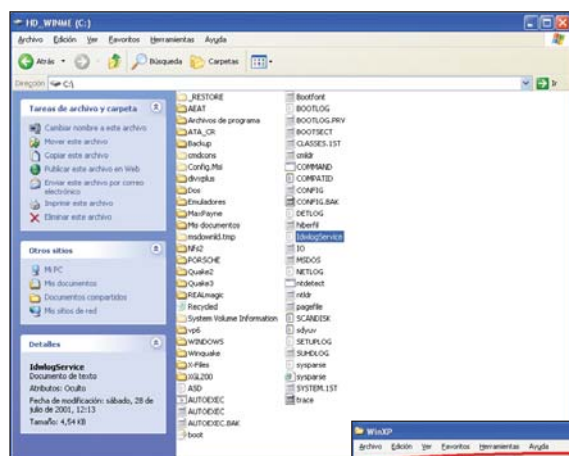 HD_WINME (C:)
Archivo Edición Ver Favoritos Herramientas Ayuda
Atrás Búsqueda Carpetas
Dirección C:\ Ir
Tareas de archivo y carpeta
Cambiar nombre a este archivo
Mover este archivo
Copiar este archivo
Publicar este archivo en Web
Enviar este archivo por correo
electrónico
Imprimir este archivo
Eliminar este archivo
Otros sitios
Mi PC
Mis documentos
Documentos compartidos
Mis sitios de red
Detalles
IdwlogService
Documento de texto
Atributos: Oculto
Fecha de modificación: sábado, 28 de
julio de 2001, 12:13
Tamaño: 4,54 KB
_RESTORE
AEAT
Archivos de programa
ATA_CR
Backup
cmdcons
Config.Msi
divxplus
Dos
Emuladores
MaxPayne
Mis documentos
msdownld.tmp
Nfs2
PORSCHE
Quake2
Quake3
REALmagic
Recycled
System Volume Information
vp6
WINDOWS
Winquake
X-Files
XGL200
ASD
AUTOEXEC
AUTOEXEC
AUTOEXEC.BAK
boot
Bootfont
BOOTLOG
BOOTLOG.PRV
BOOTSECT
CLASSES.1ST
cmldr
COMMAND
COMPATID
CONFIG
CONFIG.BAK
DETLOG
hiberfil
IdwlogService
IO
MSDOS
NETLOG
ntdetect
ntldr
pagefile
SCANDISK
sdyuv
SETUPLOG
SUHDLOG
sysparse
sysparse
SYSTEM.1ST
trace
WinXP
Archivo Edición Ver Favoritos Herramientas Ayuda